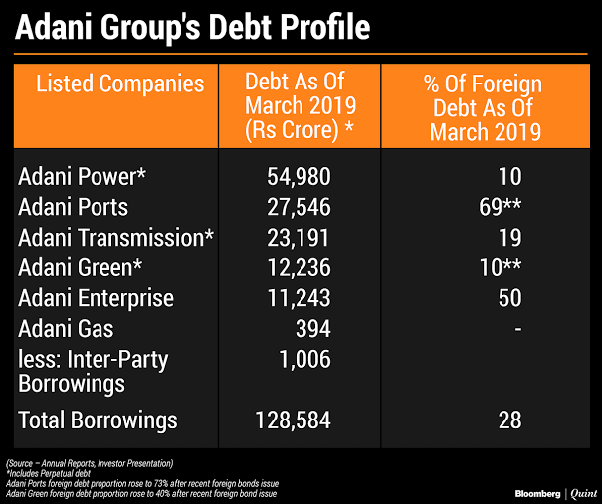 Adani Group's Debt Profile
Listed Companies
Debt As Of
March 2019
(Rs Crore) *
% Of Foreign
Debt As Of
March 2019
Adani Power* 54,980 10
Adani Ports 27,546 69**
Adani Transmission* 23,191 19
Adani Green* 12,236 10**
Adani Enterprise 11,243 50
Adani Gas 394 -
less: Inter-Party 1,006
Borrowings
Total Borrowings 128,584 28
(Source – Annual Reports, Investor Presentation)
*Includes Perpetual debt
Adani Ports foreign debt proportion rose to 73% after recent foreign bonds issue
Adani Green foreign debt proportion rose to 40% after recent foreign bond issue
Bloomberg | Quint